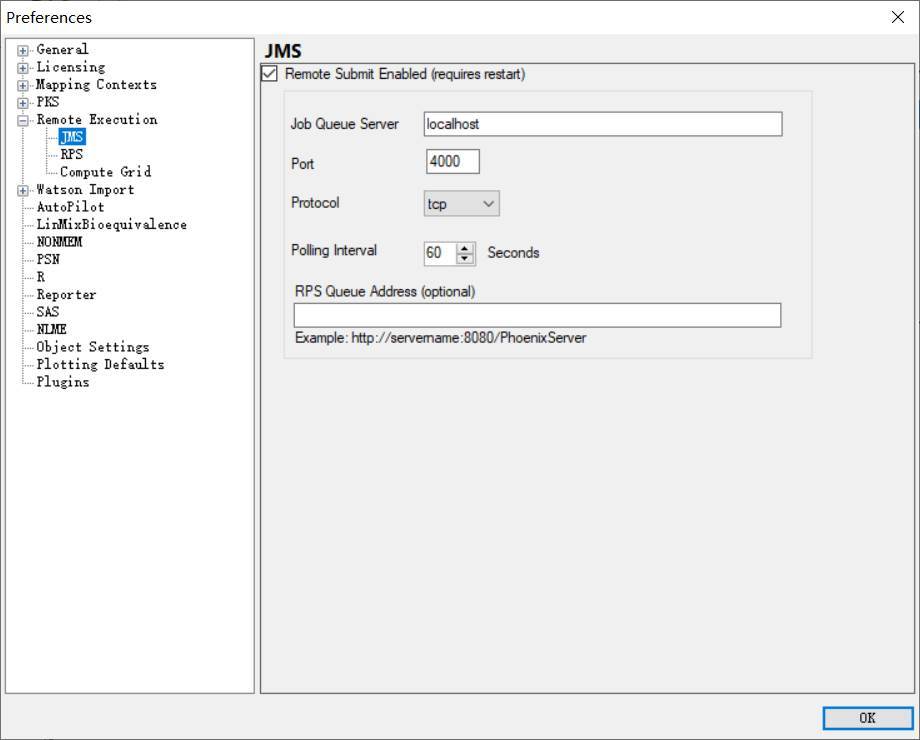 Preferences
General
Licensing
Mapping Contexts
PKS
Remote Execution
JMS
RPS
Compute Grid
Watson Import
AutoPilot
LinMixBioequivalence
NONMEM
PSN
R
Reporter
SAS
NLME
Object Settings
Plotting Defaults
Plugins
JMS
Remote Submit Enabled (requires restart)
Job Queue Server localhost
Port 4000
Protocol tcp
Polling Interval 60 Seconds
RPS Queue Address (optional)
Example: http://servername:8080/PhoenixServer
OK